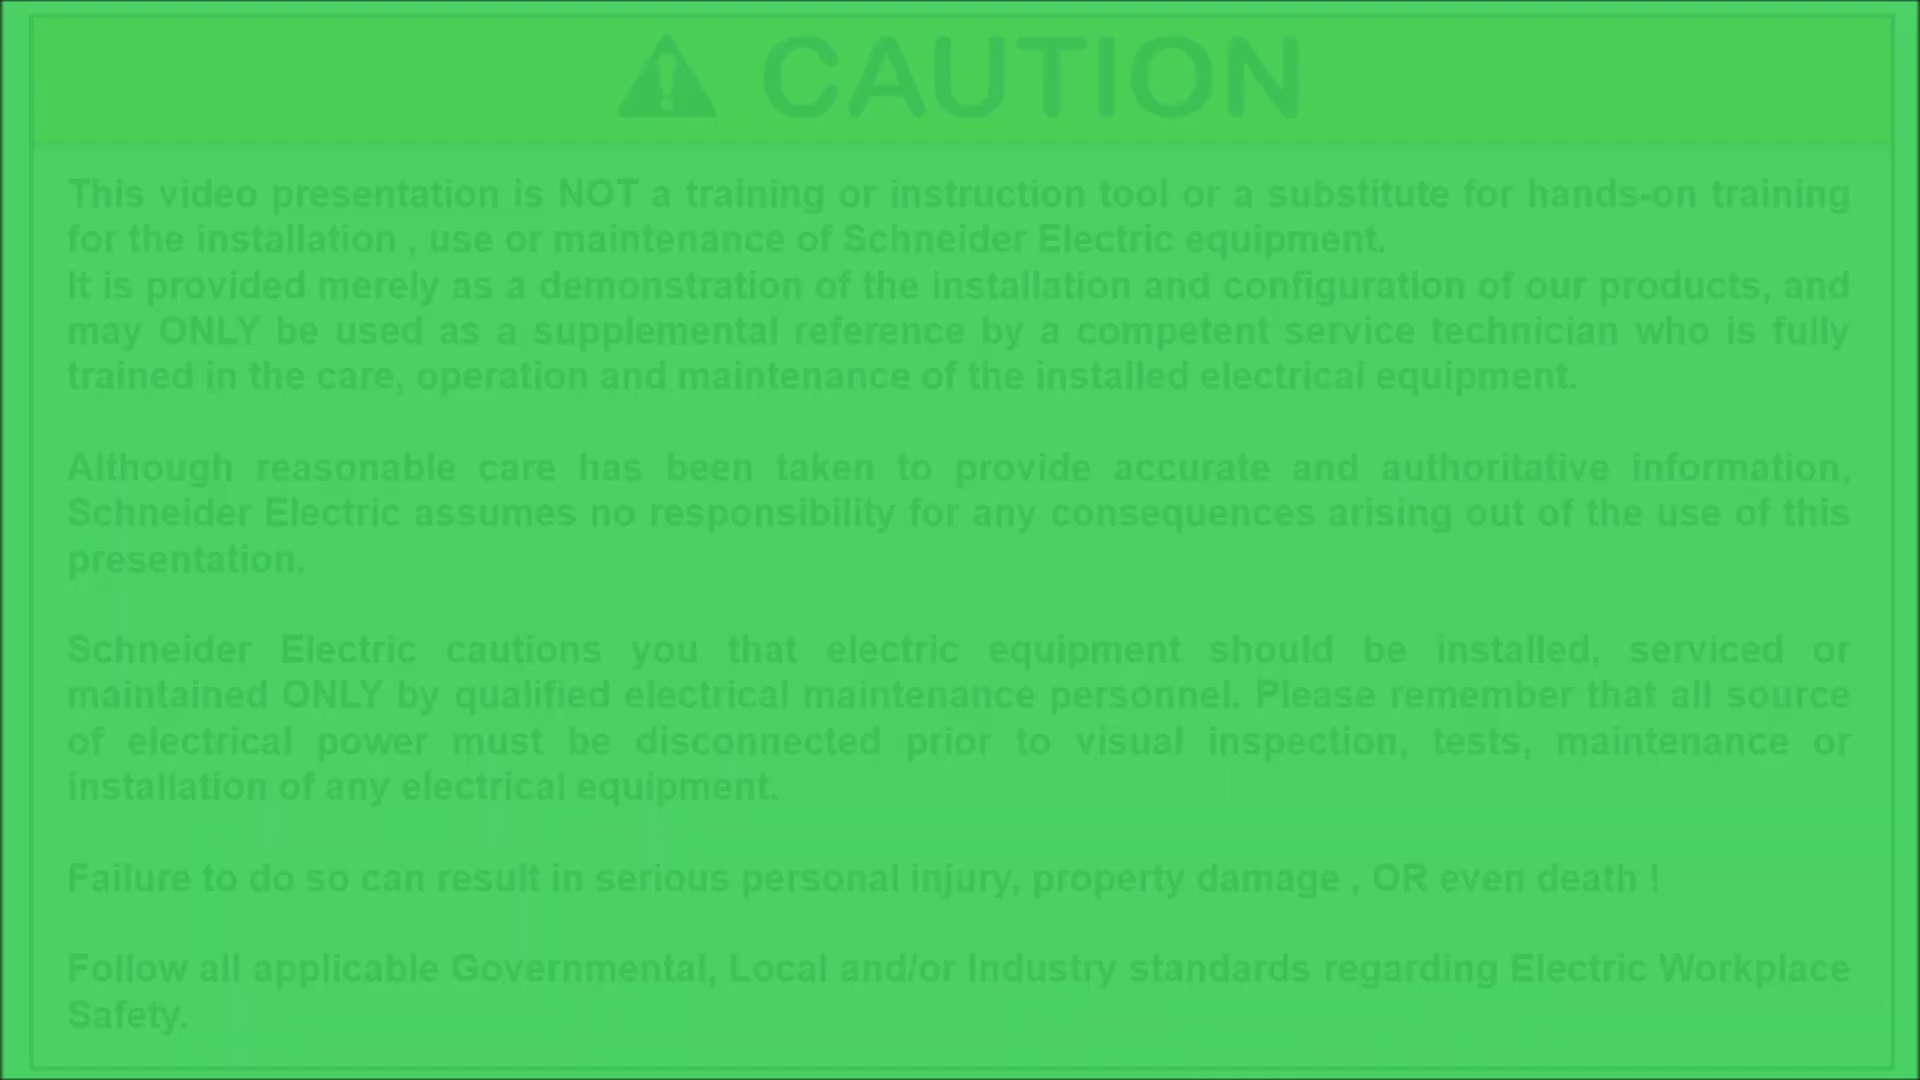 CAUTION
This video presentation is NOT a training or instruction tool or a substitute for hands-on training
for the installation , use or maintenance of Schneider Electric equipment.
It is provided merely as a demonstration of the installation and configuration of our products, and
may ONLY be used as a supplemental reference by a competent service technician who is fully
trained in the care, operation and maintenance of the installed electrical equipment.
Although reasonable care has been taken to provide accurate and authoritative information,
Schneider Electric assumes no responsibility for any consequences arising out of the use of this
presentation.
Schneider Electric cautions you that electric equipment should be installed, serviced or
maintained ONLY by qualified electrical maintenance personnel. Please remember that all source
of electrical power must be disconnected prior to visual inspection, tests, maintenance or
installation of any electrical equipment.
Failure to do so can result in serious personal injury, property damage , OR even death !
Follow all applicable Governmental, Local and/or Industry standards regarding Electric Workplace
Safety.